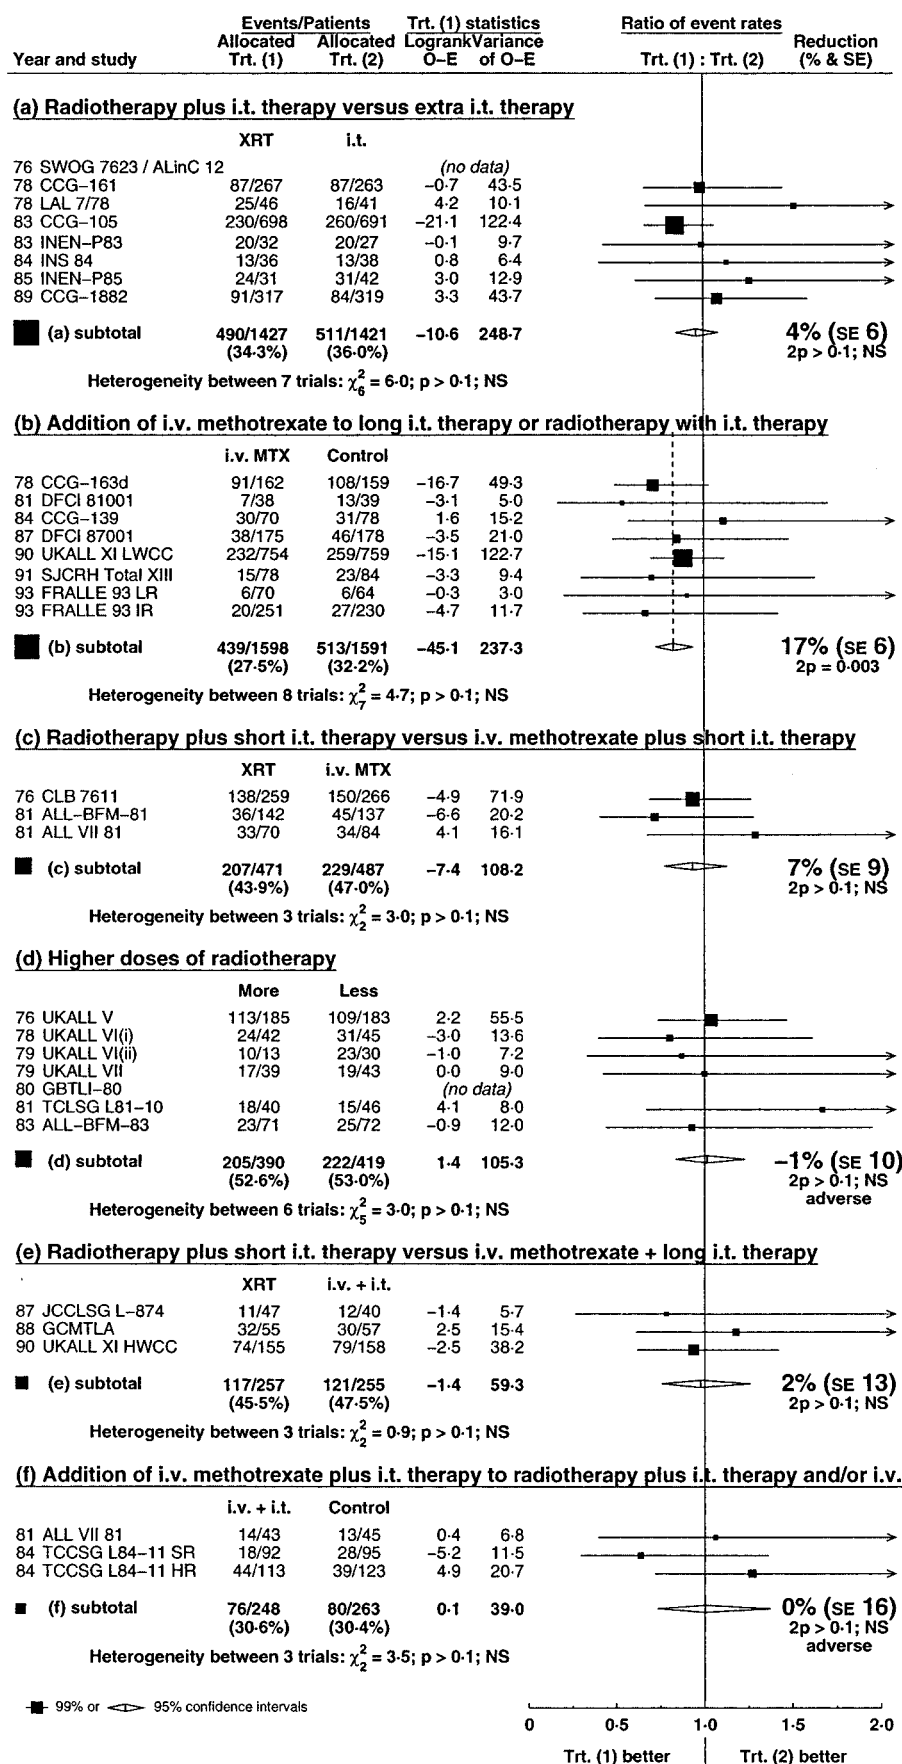 Events/Patients Trt. (1) statistics Ratio of event rates
Allocated Allocated Logrank Variance Reduction
Year and study Trt. (1) Trt. (2) O–E of O–E Trt. (1) : Trt. (2) (% & SE)
(a) Radiotherapy plus i.t. therapy versus extra i.t. therapy
XRT i.t.
76 SWOG 7623 / ALinC 12 (no data)
78 CCG–161 87/267 87/263 –0·7 43·5
78 LAL 7/78 25/46 16/41 4·2 10·1
83 CCG–105 230/698 260/691 –21·1 122·4
83 INEN–P83 20/32 20/27 –0·1 9·7
84 INS 84 13/36 13/38 0·8 6·4
85 INEN–P85 24/31 31/42 3·0 12·9
89 CCG–1882 91/317 84/319 3·3 43·7
(a) subtotal 490/1427 511/1421 –10·6 248·7 4% (SE 6)
(34·3%) (36·0%) 2p > 0·1; NS
Heterogeneity between 7 trials: χ²₆ = 6·0; p > 0·1; NS
(b) Addition of i.v. methotrexate to long i.t. therapy or radiotherapy with i.t. therapy
i.v. MTX Control
78 CCG–163d 91/162 108/159 –16·7 49·3
81 DFCI 81001 7/38 13/39 –3·1 5·0
84 CCG–139 30/70 31/78 1·6 15·2
87 DFCI 87001 38/175 46/178 –3·5 21·0
90 UKALL XI LWCC 232/754 259/759 –15·1 122·7
91 SJCRH Total XIII 15/78 23/84 –3·3 9·4
93 FRALLE 93 LR 6/70 6/64 –0·3 3·0
93 FRALLE 93 IR 20/251 27/230 –4·7 11·7
(b) subtotal 439/1598 513/1591 –45·1 237·3 17% (SE 6)
(27·5%) (32·2%) 2p = 0·003
Heterogeneity between 8 trials: χ²₇ = 4·7; p > 0·1; NS
(c) Radiotherapy plus short i.t. therapy versus i.v. methotrexate plus short i.t. therapy
XRT i.v. MTX
76 CLB 7611 138/259 150/266 –4·9 71·9
81 ALL–BFM–81 36/142 45/137 –6·6 20·2
81 ALL VII 81 33/70 34/84 4·1 16·1
(c) subtotal 207/471 229/487 –7·4 108·2 7% (SE 9)
(43·9%) (47·0%) 2p > 0·1; NS
Heterogeneity between 3 trials: χ²₂ = 3·0; p > 0·1; NS
(d) Higher doses of radiotherapy
More Less
76 UKALL V 113/185 109/183 2·2 55·5
78 UKALL VI(i) 24/42 31/45 –3·0 13·6
79 UKALL VI(ii) 10/13 23/30 –1·0 7·2
79 UKALL VII 17/39 19/43 0·0 9·0
80 GBTLI–80 (no data)
81 TCLSG L81–10 18/40 15/46 4·1 8·0
83 ALL–BFM–83 23/71 25/72 –0·9 12·0
(d) subtotal 205/390 222/419 1·4 105·3 –1% (SE 10)
(52·6%) (53·0%) 2p > 0·1; NS
adverse
Heterogeneity between 6 trials: χ²₅ = 3·0; p > 0·1; NS
(e) Radiotherapy plus short i.t. therapy versus i.v. methotrexate + long i.t. therapy
XRT i.v. + i.t.
87 JCCLSG L–874 11/47 12/40 –1·4 5·7
88 GCMTLA 32/55 30/57 2·5 15·4
90 UKALL XI HWCC 74/155 79/158 –2·5 38·2
(e) subtotal 117/257 121/255 –1·4 59·3 2% (SE 13)
(45·5%) (47·5%) 2p > 0·1; NS
Heterogeneity between 3 trials: χ²₂ = 0·9; p > 0·1; NS
(f) Addition of i.v. methotrexate plus i.t. therapy to radiotherapy plus i.t. therapy and/or i.v.
i.v. + i.t. Control
81 ALL VII 81 14/43 13/45 0·4 6·8
84 TCCSG L84–11 SR 18/92 28/95 –5·2 11·5
84 TCCSG L84–11 HR 44/113 39/123 4·9 20·7
(f) subtotal 76/248 80/263 0·1 39·0 0% (SE 16)
(30·6%) (30·4%) 2p > 0·1; NS
adverse
Heterogeneity between 3 trials: χ²₂ = 3·5; p > 0·1; NS
99% or 95% confidence intervals
0 0·5 1·0 1·5 2·0
Trt. (1) better Trt. (2) better